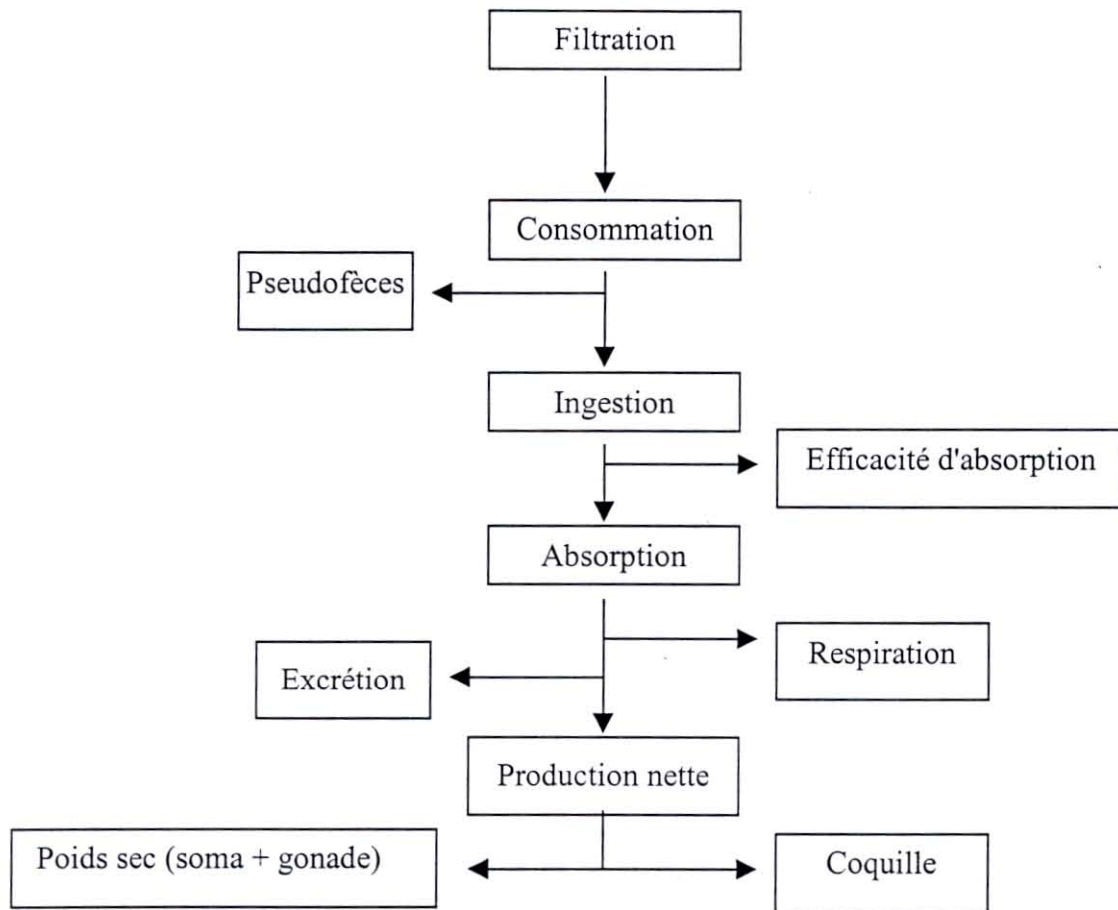 Filtration
Consommation
Pseudofèces
Ingestion
Efficacité d'absorption
Absorption
Respiration
Excrétion
Production nette
Poids sec (soma + gonade)
Coquille